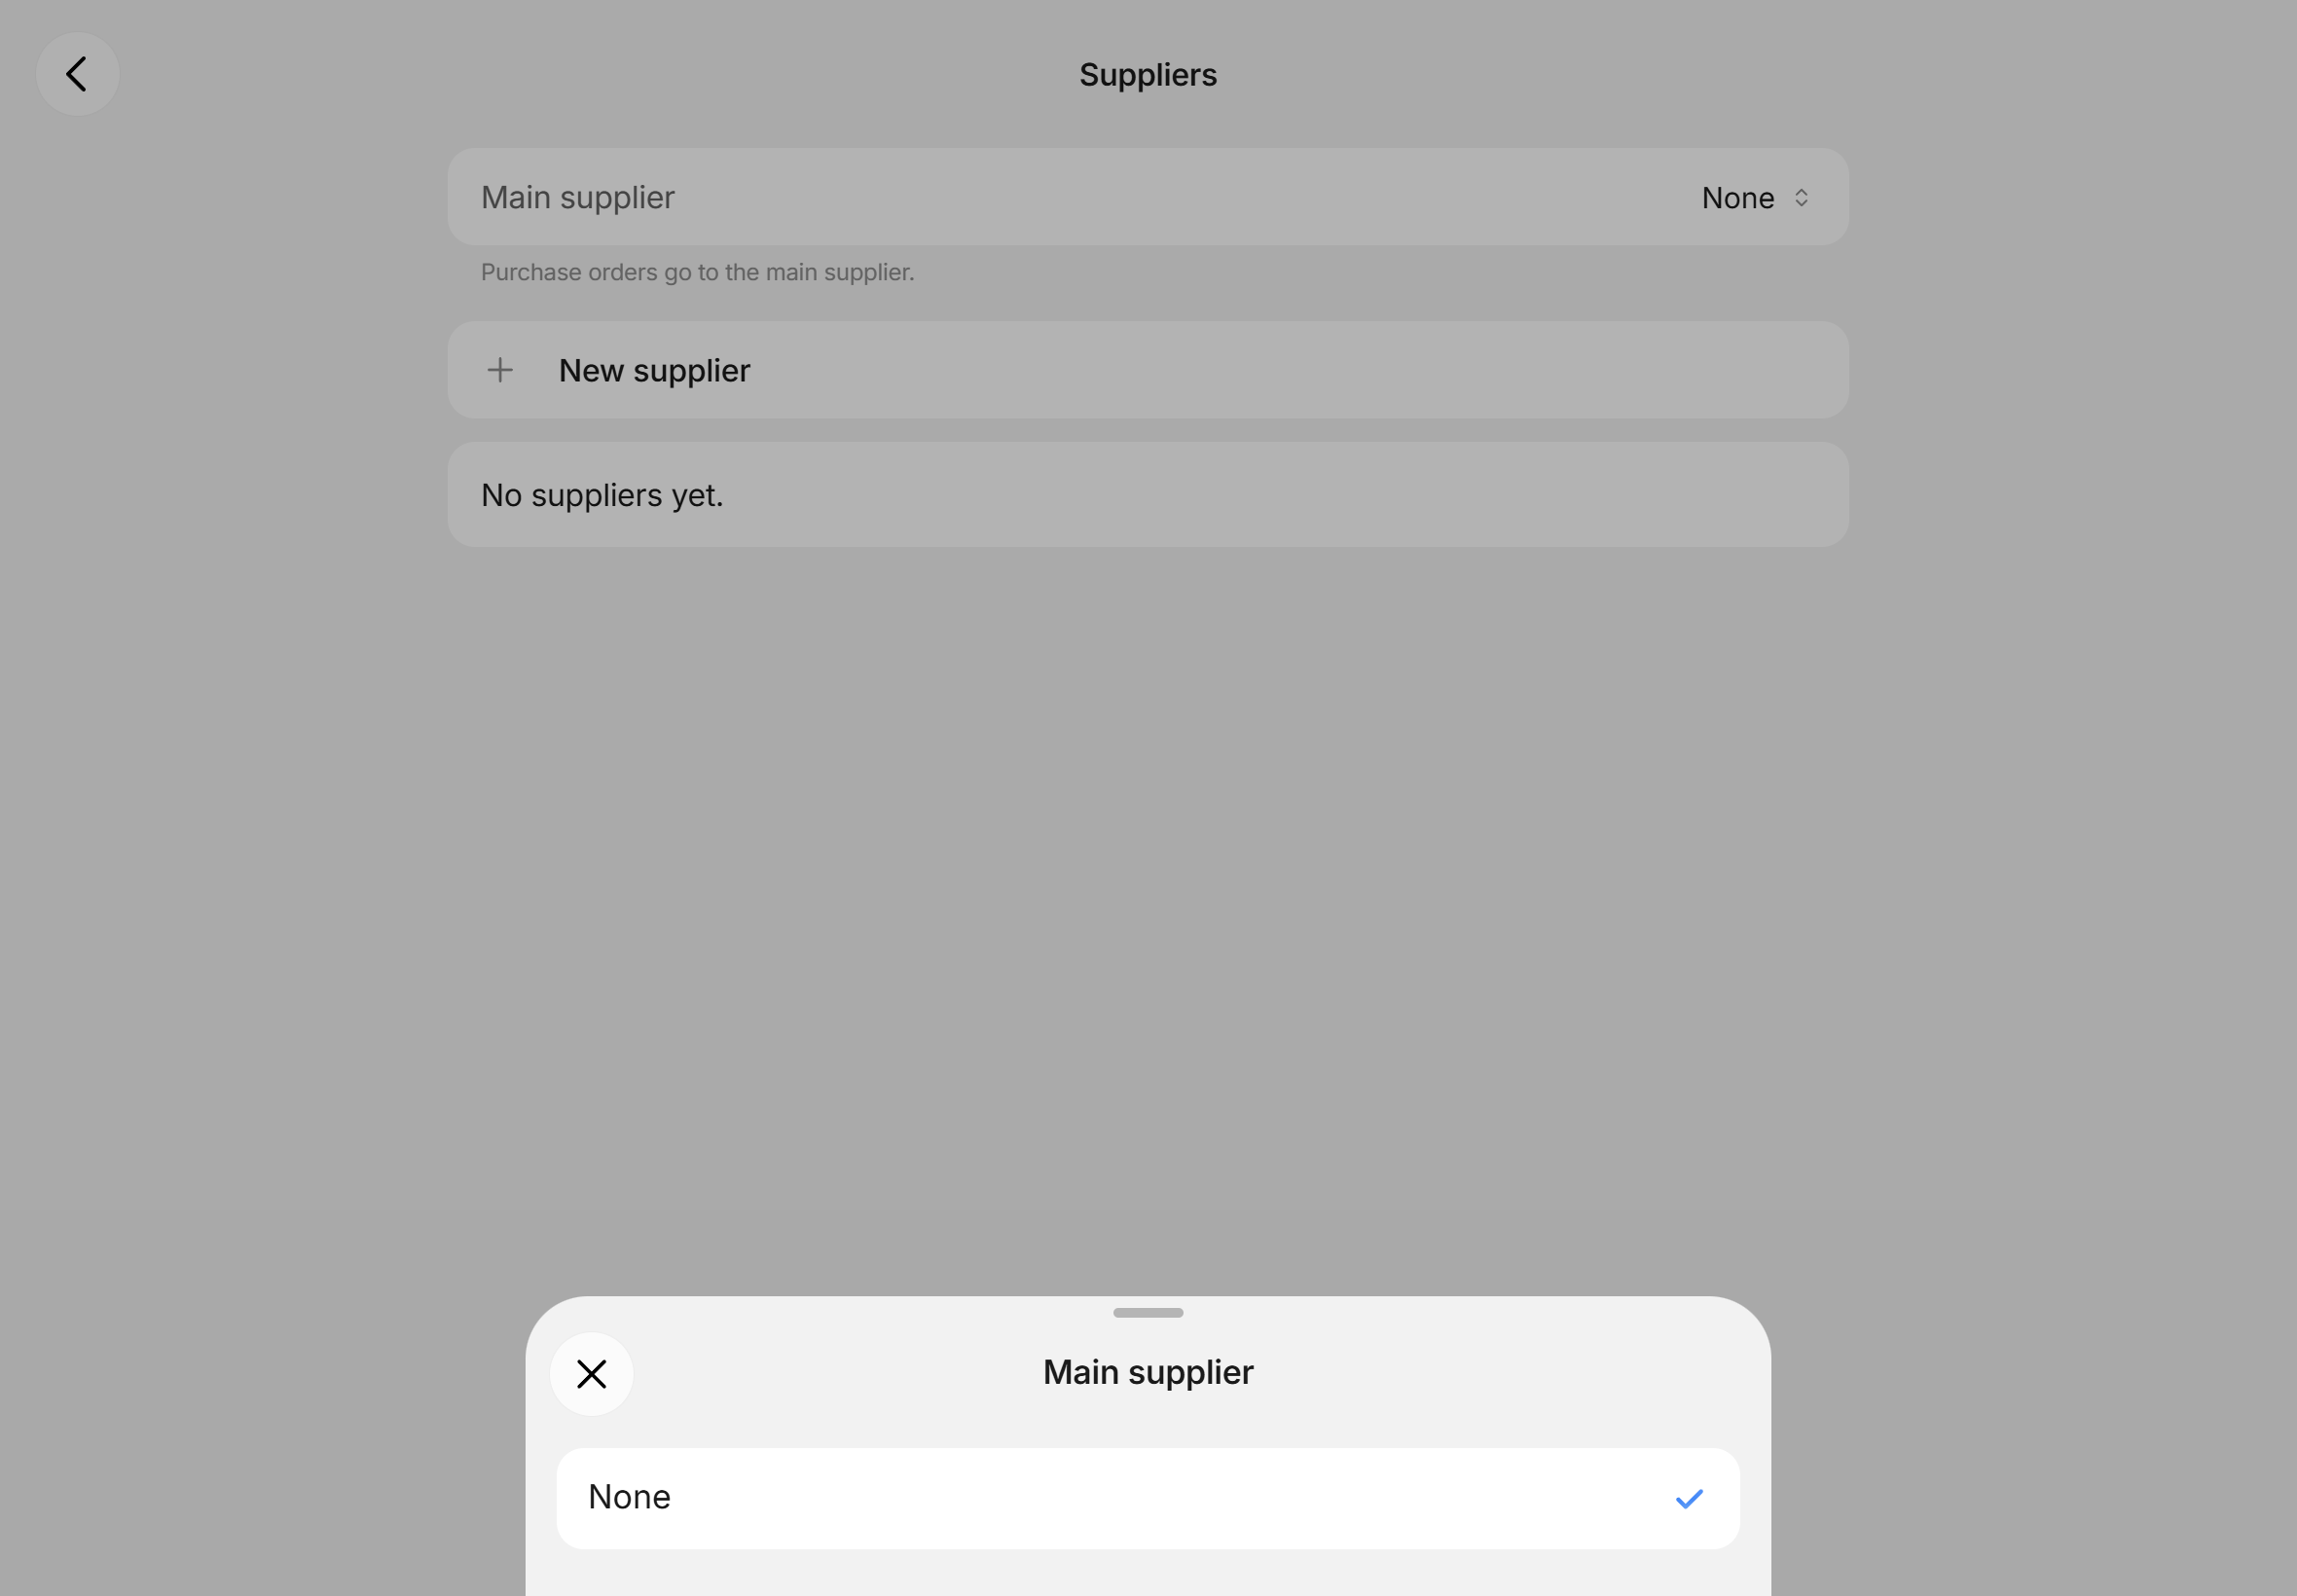 Suppliers
Main supplier None
Purchase orders go to the main supplier.
New supplier
No suppliers yet.
Main supplier
None